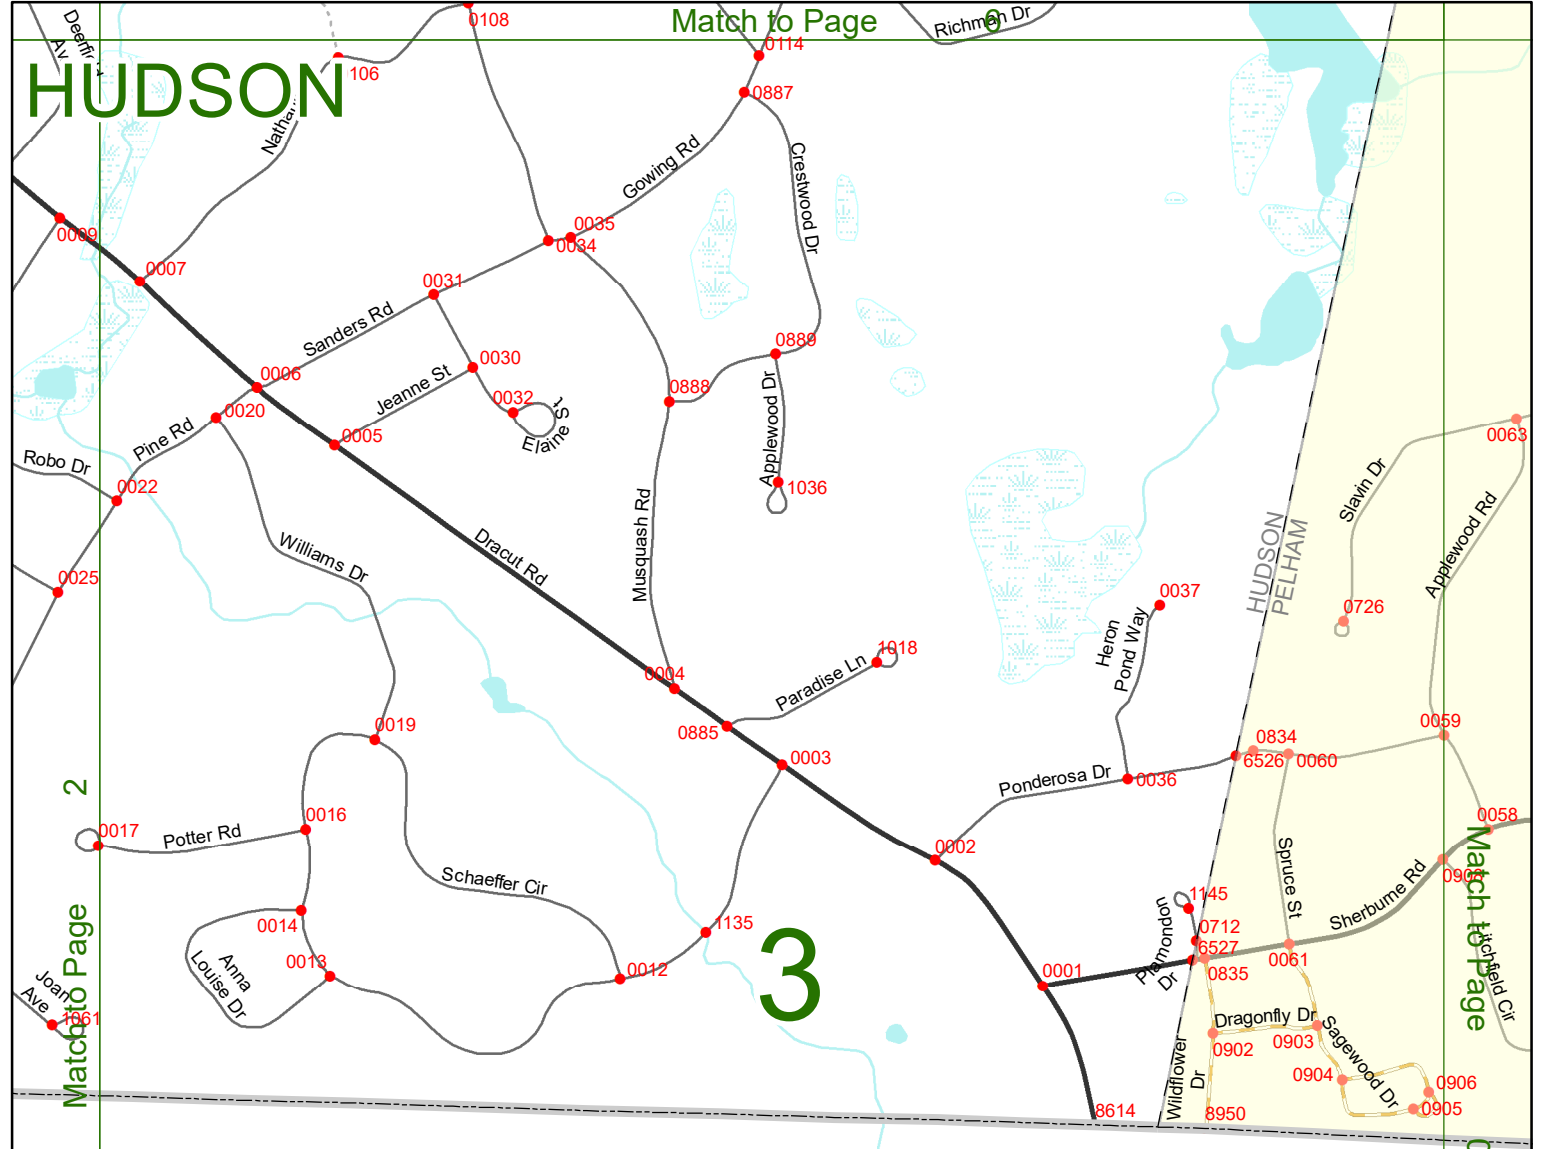 Match to Page
6
Richman Dr
0108
0114
106
HUDSON
0887
Gowing Rd
Crestwood Dr
0009
0035
0034
0007
0031
Sanders Rd
0889
0006
0030
Jeanne St
0888
0032
Elaine St
0020
Pine Rd
0005
Applewood Dr
0063
Robo Dr
0022
1036
Slavin Dr
Musquash Rd
Dracut Rd
Williams Dr
HUDSON
PELHAM
Applewood Rd
0025
0037
0726
Heron
Pond Way
1018
0004
Paradise Ln
0885
0019
0003
0059
0834
6526
0060
Ponderosa Dr
0036
2
0016
0017
Potter Rd
0058
0002
0908
Spruce St
Sherburne Rd
Schaeffer Cir
1145
Plamondon
Dr
0014
1135
0712
6527
0835
0061
3
Match to Page
Match to Page
Litchfield Cir
Anna
Louise Dr
0013
0012
0001
Joan
Ave
1061
Dragonfly Dr
0902
0903
Sagewood Dr
0904
0906
0905
Wildflower
Dr
8614
8950